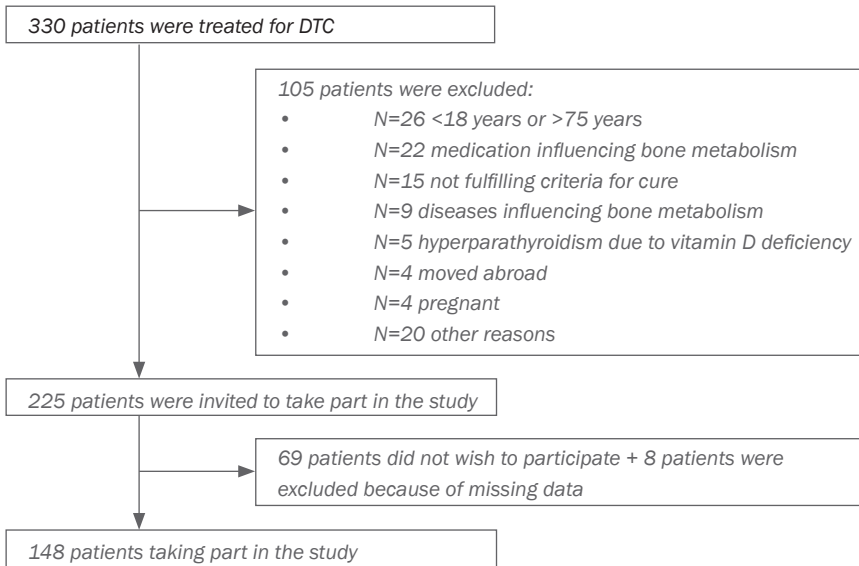 330 patients were treated for DTC
105 patients were excluded:
• N=26 <18 years or >75 years
• N=22 medication influencing bone metabolism
• N=15 not fulfilling criteria for cure
• N=9 diseases influencing bone metabolism
• N=5 hyperparathyroidism due to vitamin D deficiency
• N=4 moved abroad
• N=4 pregnant
• N=20 other reasons
225 patients were invited to take part in the study
69 patients did not wish to participate + 8 patients were
excluded because of missing data
148 patients taking part in the study